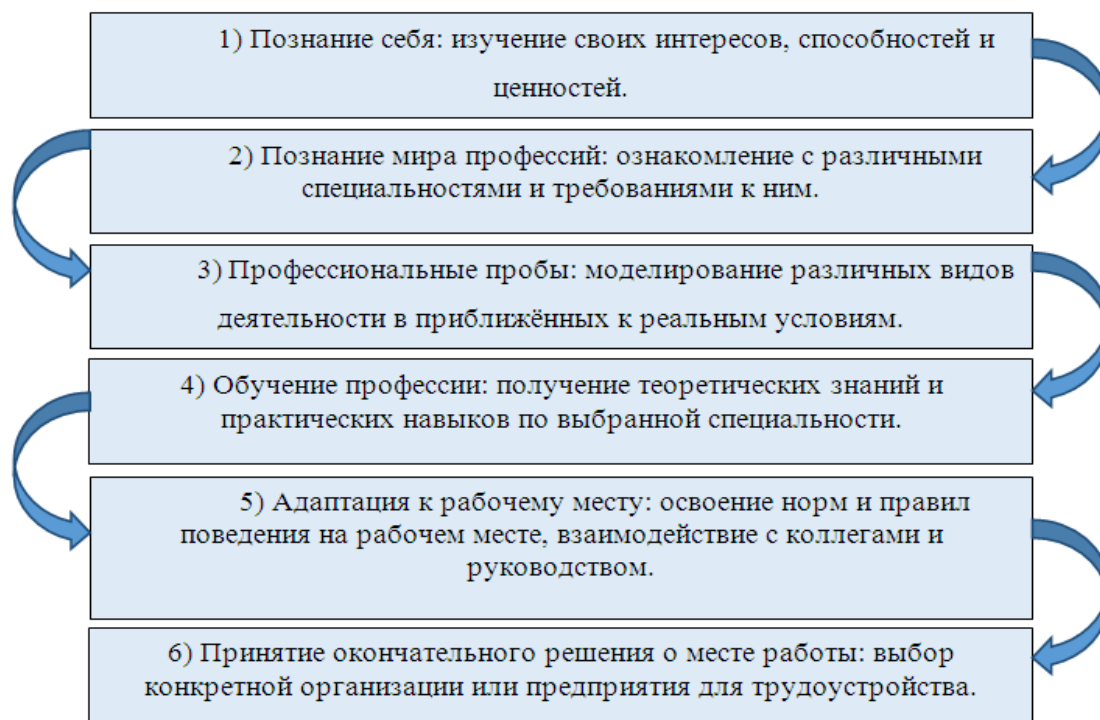 1) Познание себя: изучение своих интересов, способностей и
ценностей.
2) Познание мира профессий: ознакомление с различными
специальностями и требованиями к ним.
3) Профессиональные пробы: моделирование различных видов
деятельности в приближённых к реальным условиям.
4) Обучение профессии: получение теоретических знаний и
практических навыков по выбранной специальности.
5) Адаптация к рабочему месту: освоение норм и правил
поведения на рабочем месте, взаимодействие с коллегами и
руководством.
6) Принятие окончательного решения о месте работы: выбор
конкретной организации или предприятия для трудоустройства.